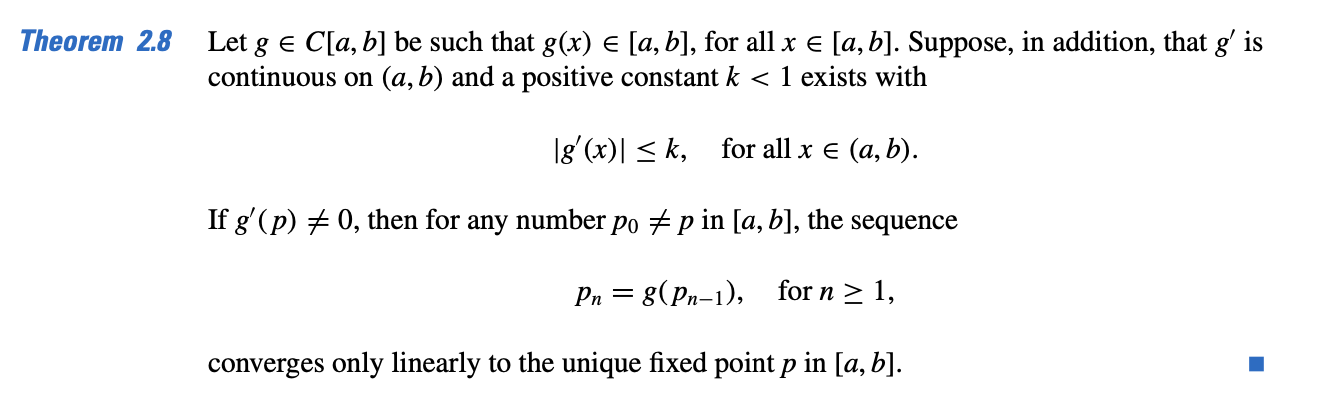 Theorem 2.8 Let g ∈ C[a, b] be such that g(x) ∈ [a, b], for all x ∈ [a, b]. Suppose, in addition, that g′ is
continuous on (a, b) and a positive constant k < 1 exists with
|g′(x)| ≤ k, for all x ∈ (a, b).
If g′(p) ≠ 0, then for any number p₀ ≠ p in [a, b], the sequence
pₙ = g(pₙ₋₁), for n ≥ 1,
converges only linearly to the unique fixed point p in [a, b]. ■